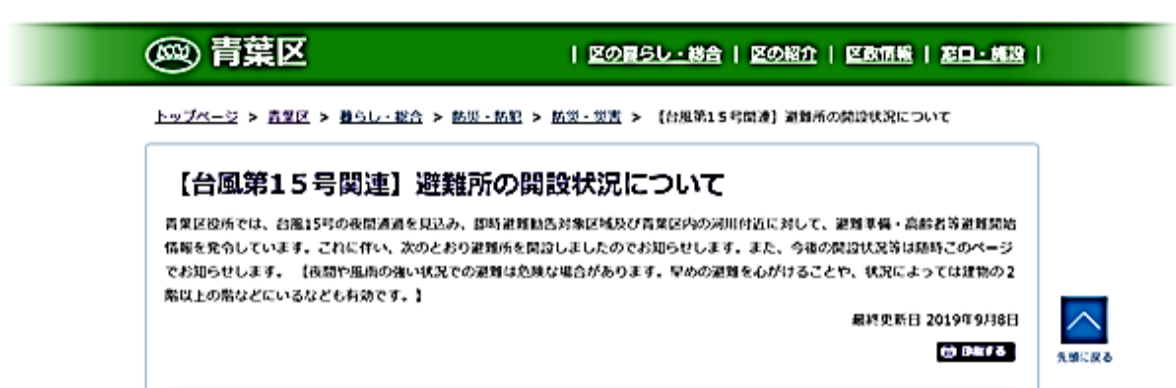 青葉区 | 区の暮らし・総合 | 区の紹介 | 区政情報 | 窓口・施設 |
トップページ > 青葉区 > 暮らし・総合 > 防災・防犯 > 防災・災害 > 【台風第15号関連】避難所の開設状況について
【台風第15号関連】避難所の開設状況について
青葉区役所では、台風15号の夜間通過を見込み、即時避難勧告対象区域及び青葉区内の河川付近に対して、避難準備・高齢者等避難開始
情報を発令しています。これに伴い、次のとおり避難所を開設しましたのでお知らせします。また、今後の開設状況等は随時このページ
でお知らせします。 【夜間や風雨の強い状況での避難は危険な場合があります。早めの避難を心がけることや、状況によっては建物の2
階以上の階などにいるなども有効です。】
最終更新日 2019年9月8日
印刷する
先頭に戻る